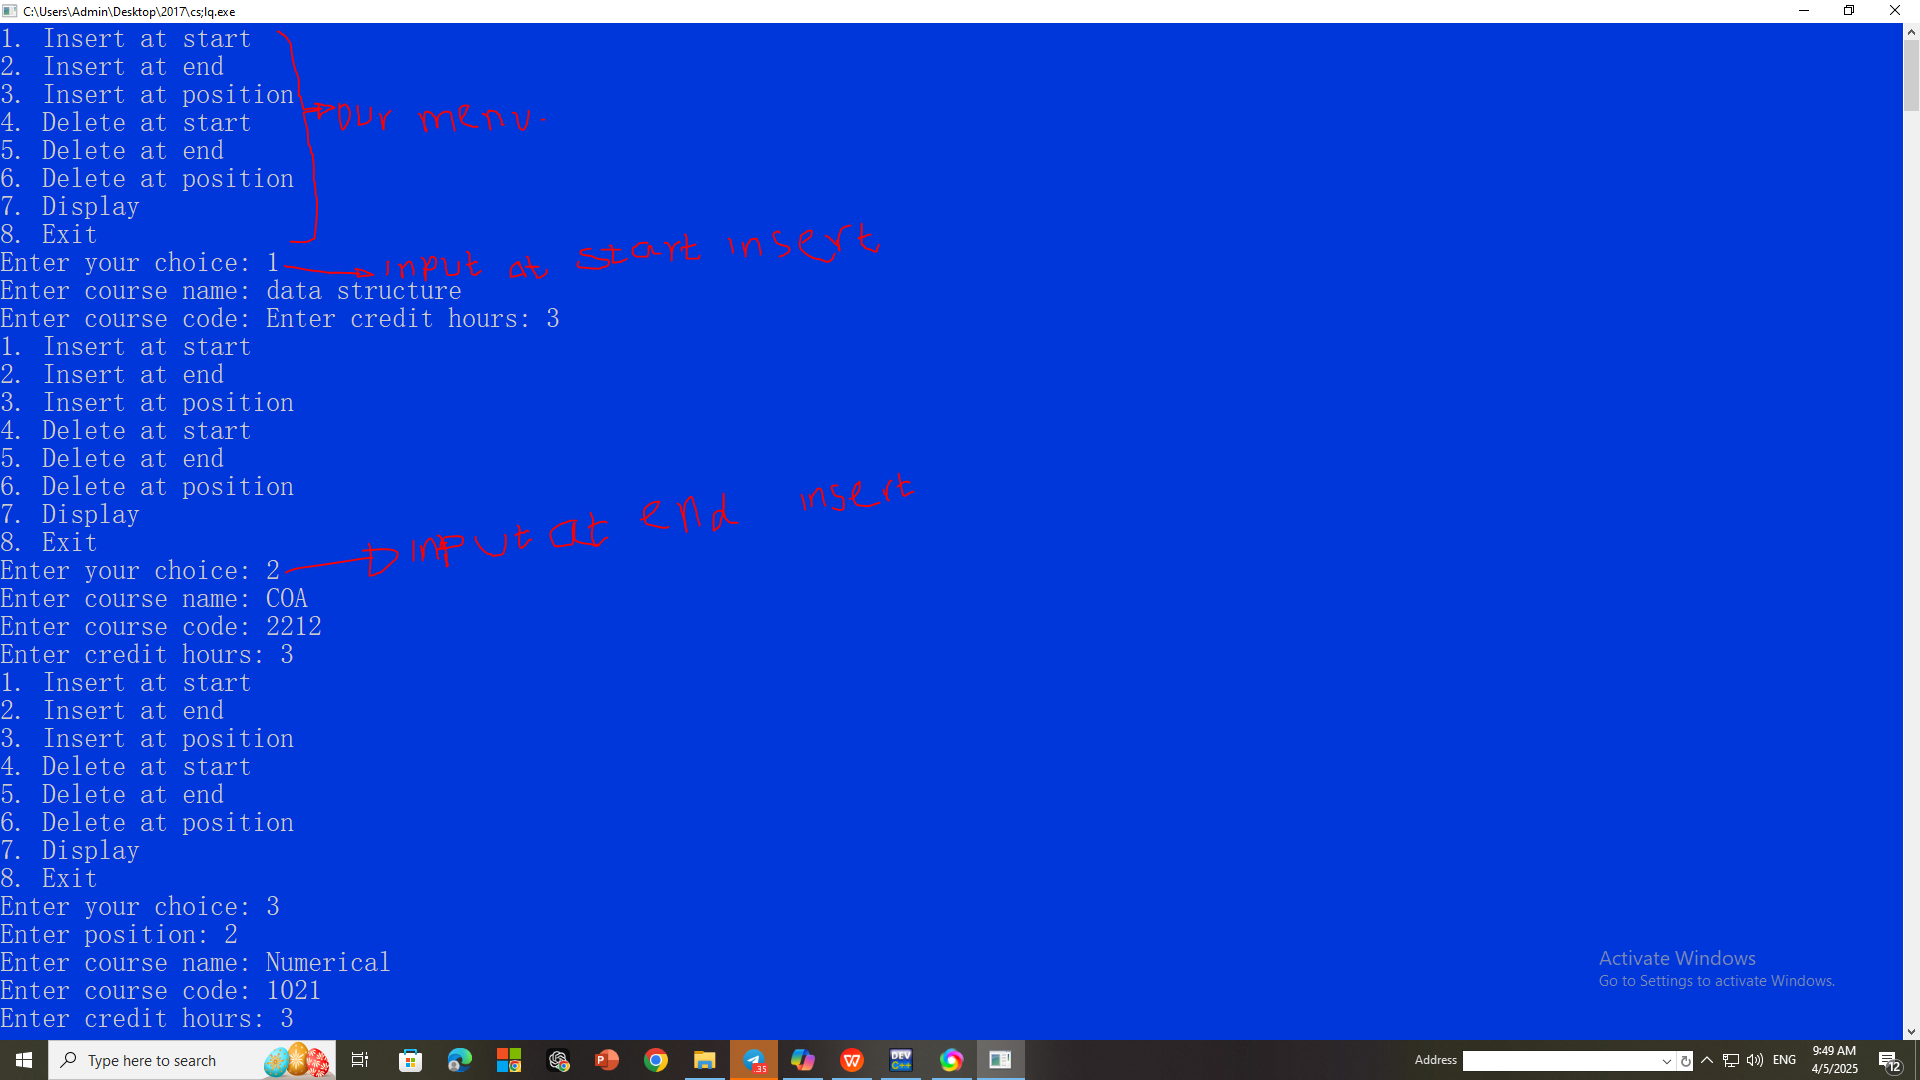 C:\Users\Admin\Desktop\2017\cs;lq.exe
1. Insert at start
2. Insert at end
3. Insert at position
our menu.
4. Delete at start
5. Delete at end
6. Delete at position
7. Display
8. Exit
Enter your choice: 1
input at start insert
Enter course name: data structure
Enter course code: Enter credit hours: 3
1. Insert at start
2. Insert at end
3. Insert at position
4. Delete at start
5. Delete at end
6. Delete at position
7. Display
8. Exit
input at end insert
Enter your choice: 2
Enter course name: COA
Enter course code: 2212
Enter credit hours: 3
1. Insert at start
2. Insert at end
3. Insert at position
4. Delete at start
5. Delete at end
6. Delete at position
7. Display
8. Exit
Enter your choice: 3
Enter position: 2
Enter course name: Numerical
Enter course code: 1021
Enter credit hours: 3
Activate Windows
Go to Settings to activate Windows.
Type here to search
35
DEV C++
Address
ENG
9:49 AM
4/5/2025
12